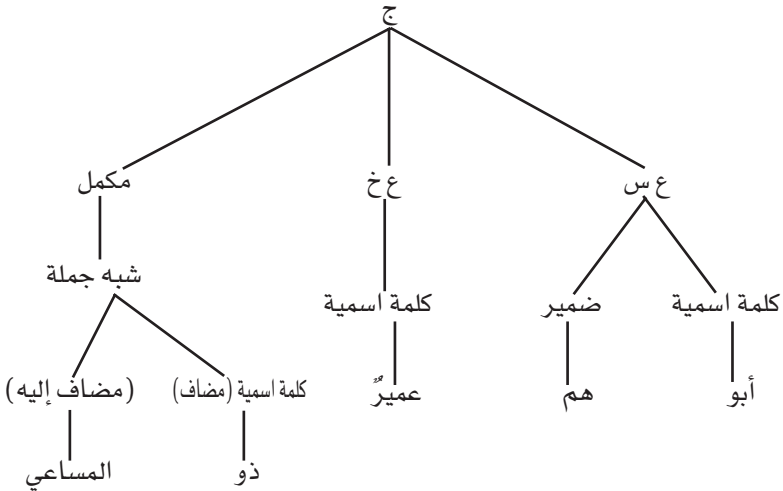 ج
ع س ع خ مكمل
شبه جملة
كلمة اسمية ضمير كلمة اسمية
أبو هم عميرٌ كلمة اسمية (مضاف) (مضاف إليه)
ذو المساعي